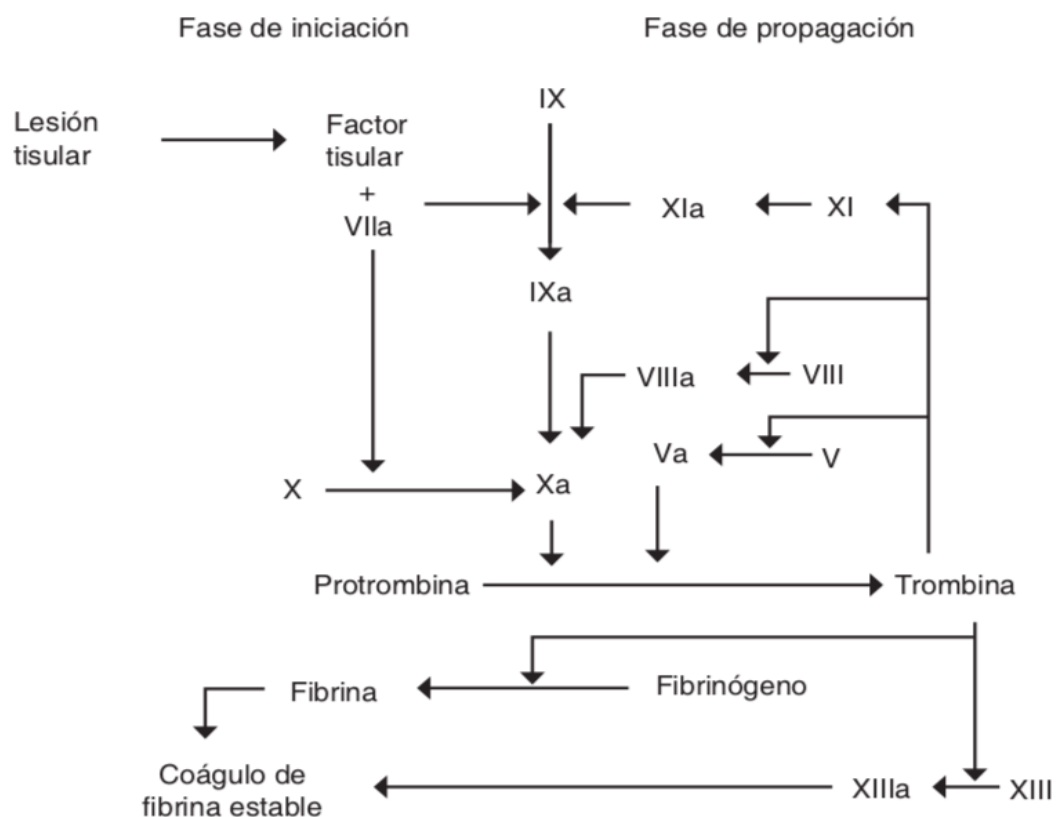 Fase de iniciación
Fase de propagación
IX
Lesión
tisular
Factor
tisular
+
VIIa
XIa
XI
IXa
VIIIa
VIII
Va
V
X
Xa
Protrombina
Trombina
Fibrina
Fibrinógeno
Coágulo de
fibrina estable
XIIIa
XIII